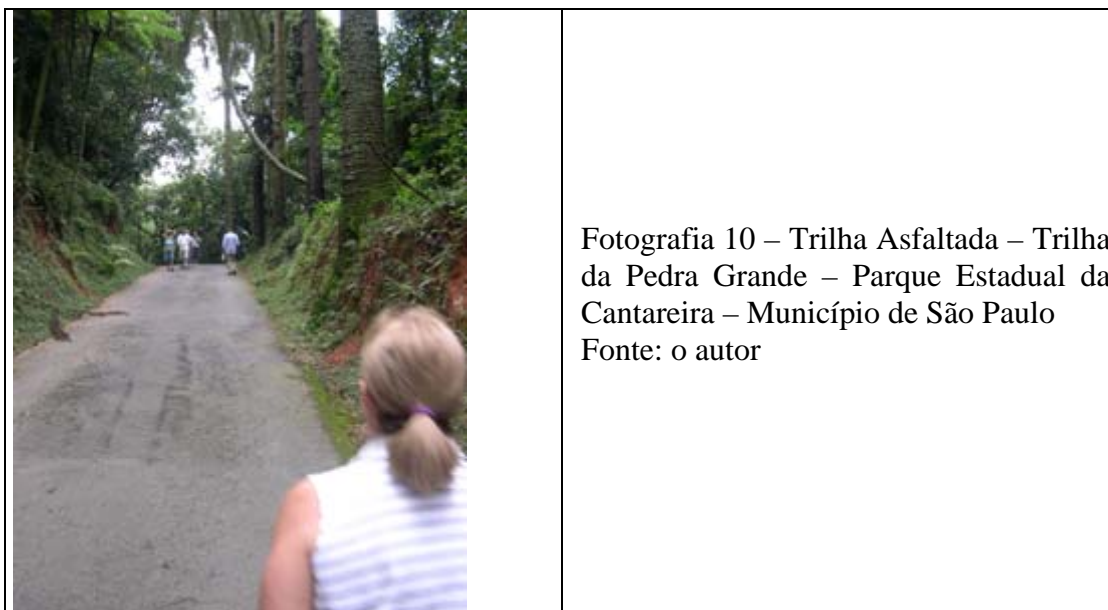 Fotografia 10 – Trilha Asfaltada – Trilha
da Pedra Grande – Parque Estadual da
Cantareira – Município de São Paulo
Fonte: o autor